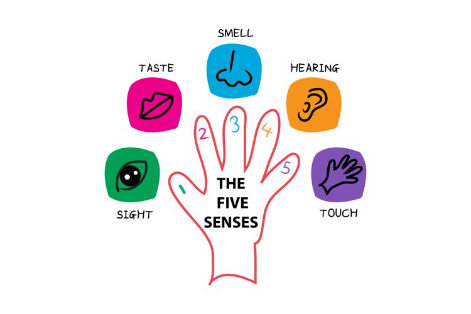 SMELL
TASTE
HEARING
SIGHT
TOUCH
1
2
3
4
5
THE
FIVE
SENSES